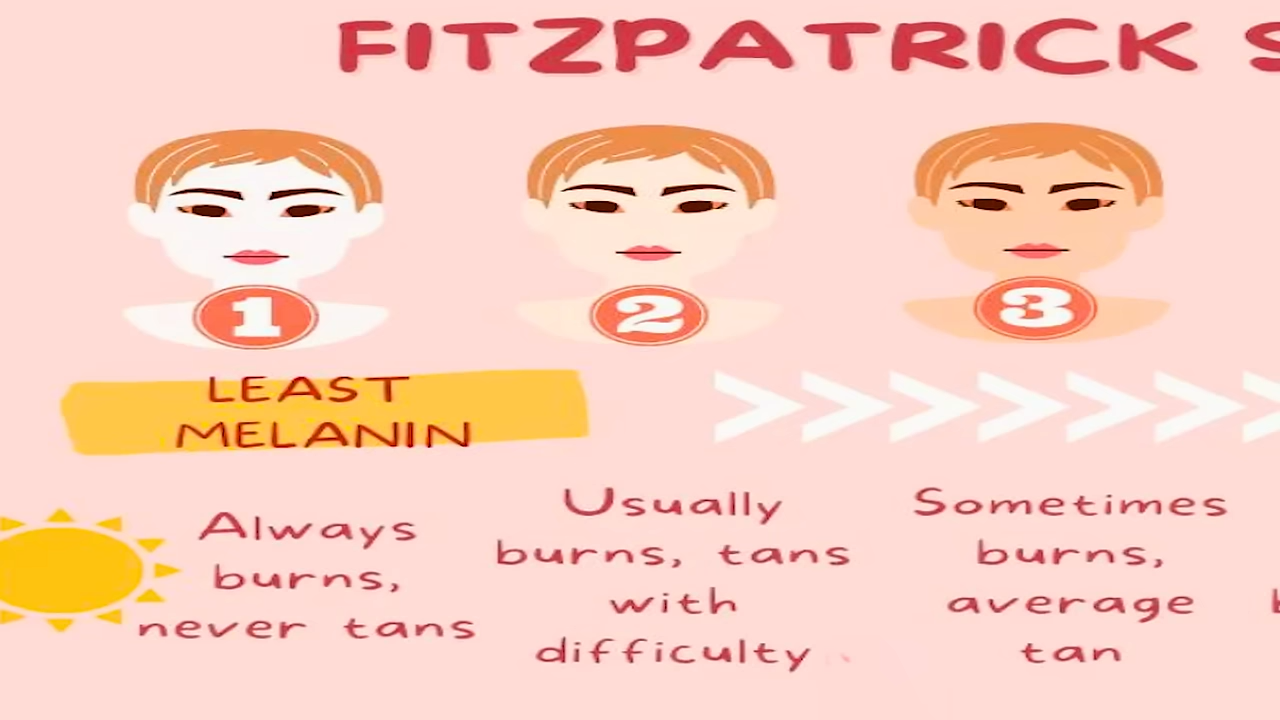 FITZPATRICK S
1
2
3
LEAST
MELANIN
Always
burns,
never tans
Usually
burns, tans
with
difficulty
Sometimes
burns,
average
tan